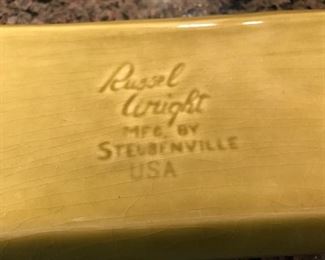 Russel
Wright
MFG. BY
STEUBENVILLE
USA